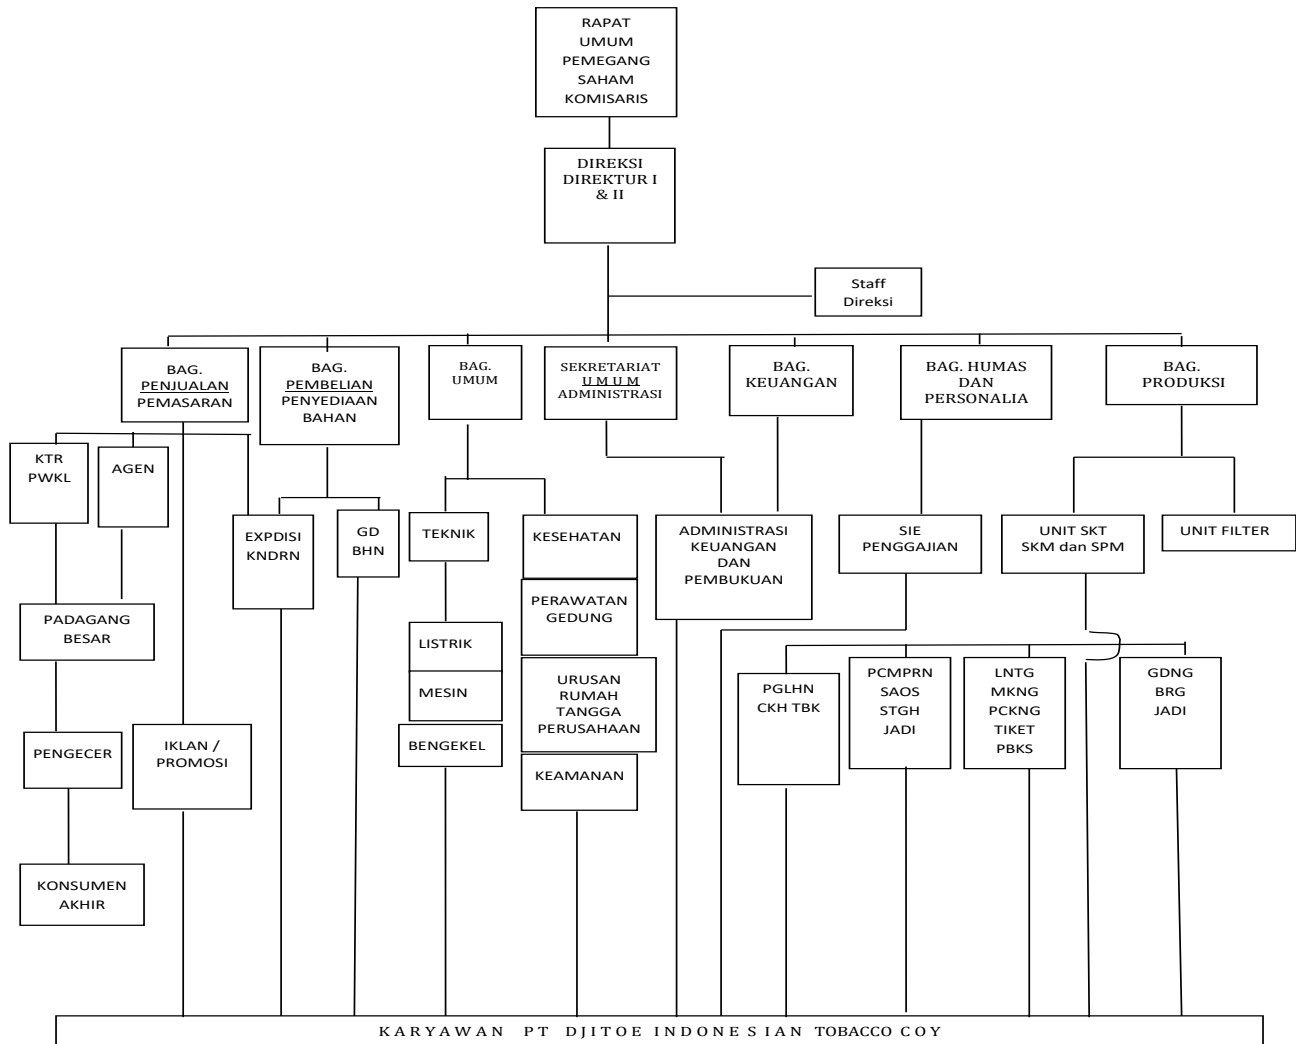 RAPAT
UMUM
PEMEGANG
SAHAM
KOMISARIS
DIREKSI
DIREKTUR I
& II
Staff
Direksi
BAG.
PENJUALAN
PEMASARAN
BAG.
PEMBELIAN
PENYEDIAAN
BAHAN
BAG.
UMUM
SEKRETARIAT
U M U M
ADMINISTRASI
BAG.
KEUANGAN
BAG. HUMAS
DAN
PERSONALIA
BAG.
PRODUKSI
KTR
PWKL
AGEN
EXPDISI
KNDRN
GD
BHN
TEKNIK
KESEHATAN
ADMINISTRASI
KEUANGAN
DAN
PEMBUKUAN
SIE
PENGGAJIAN
UNIT SKT
SKM dan SPM
UNIT FILTER
PERAWATAN
GEDUNG
PADAGANG
BESAR
LISTRIK
MESIN
URUSAN
RUMAH
TANGGA
PERUSAHAAN
PGLHN
CKH TBK
PCMPRN
SAOS
STGH
JADI
LNTG
MKNG
PCKNG
TIKET
PBKS
GDNG
BRG
JADI
PENGECER
IKLAN /
PROMOSI
BENGEKEL
KEAMANAN
KONSUMEN
AKHIR
KARYAWAN PT DJITOE INDONESIAN TOBACCO COY